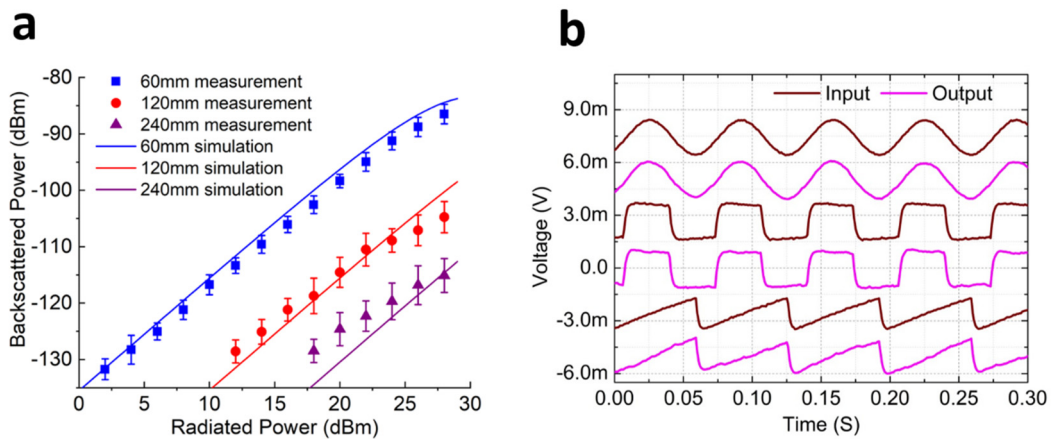 a
-80
-90
-100
-110
-120
-130
0
5
10
15
20
25
30
Backscattered Power (dBm)
Radiated Power (dBm)
60mm measurement
120mm measurement
240mm measurement
60mm simulation
120mm simulation
240mm simulation
b
Input
Output
9.0m
6.0m
3.0m
0.0
-3.0m
-6.0m
0.00
0.05
0.10
0.15
0.20
0.25
0.30
Voltage (V)
Time (S)